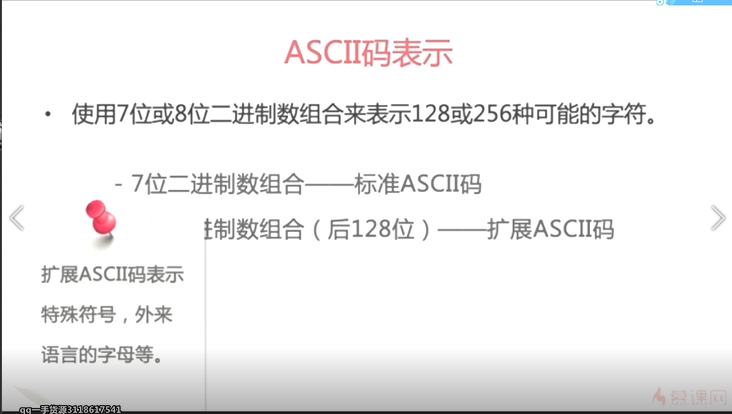 ASCII码表示
• 使用7位或8位二进制数组合来表示128或256种可能的字符。
- 7位二进制数组合——标准ASCII码
进制数组合（后128位）——扩展ASCII码
扩展ASCII码表示
特殊符号，外来
语言的字母等。
慕课网
qq一手货源3118617541